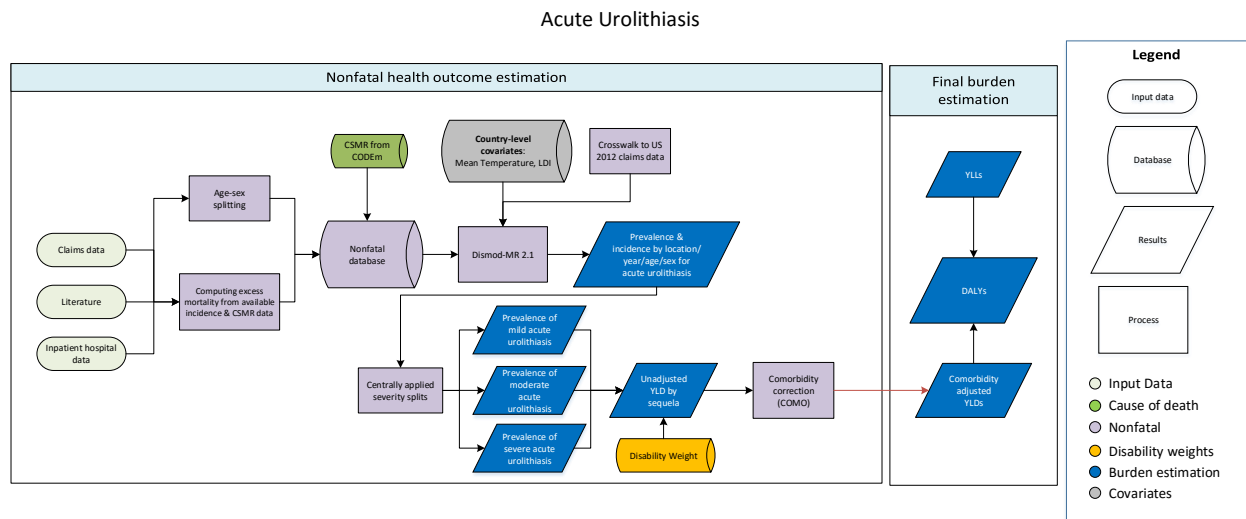 Acute Urolithiasis
Nonfatal health outcome estimation
Final burden
estimation
Legend
Input data
Database
Results
Process
Input Data
Cause of death
Nonfatal
Disability weights
Burden estimation
Covariates
CSMR from
CODEm
Country-level
covariates:
Mean Temperature, LDI
Crosswalk to US
2012 claims data
Age-sex
splitting
Claims data
Literature
Inpatient hospital
data
Computing excess
mortality from available
incidence & CSMR data
Nonfatal
database
Dismod-MR 2.1
Prevalence &
incidence by location/
year/age/sex for
acute urolithiasis
Centrally applied
severity splits
Prevalence of
mild acute
urolithiasis
Prevalence of
moderate acute
urolithiasis
Prevalence of
severe acute
urolithiasis
Unadjusted
YLD by
sequela
Disability Weight
Comorbidity
correction
(COMO)
YLLs
DALYs
Comorbidity
adjusted
YLDs